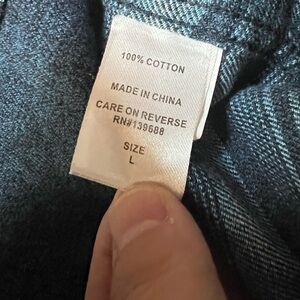 100% COTTON
MADE IN CHINA
CARE ON REVERSE
RN#139688
SIZE
L